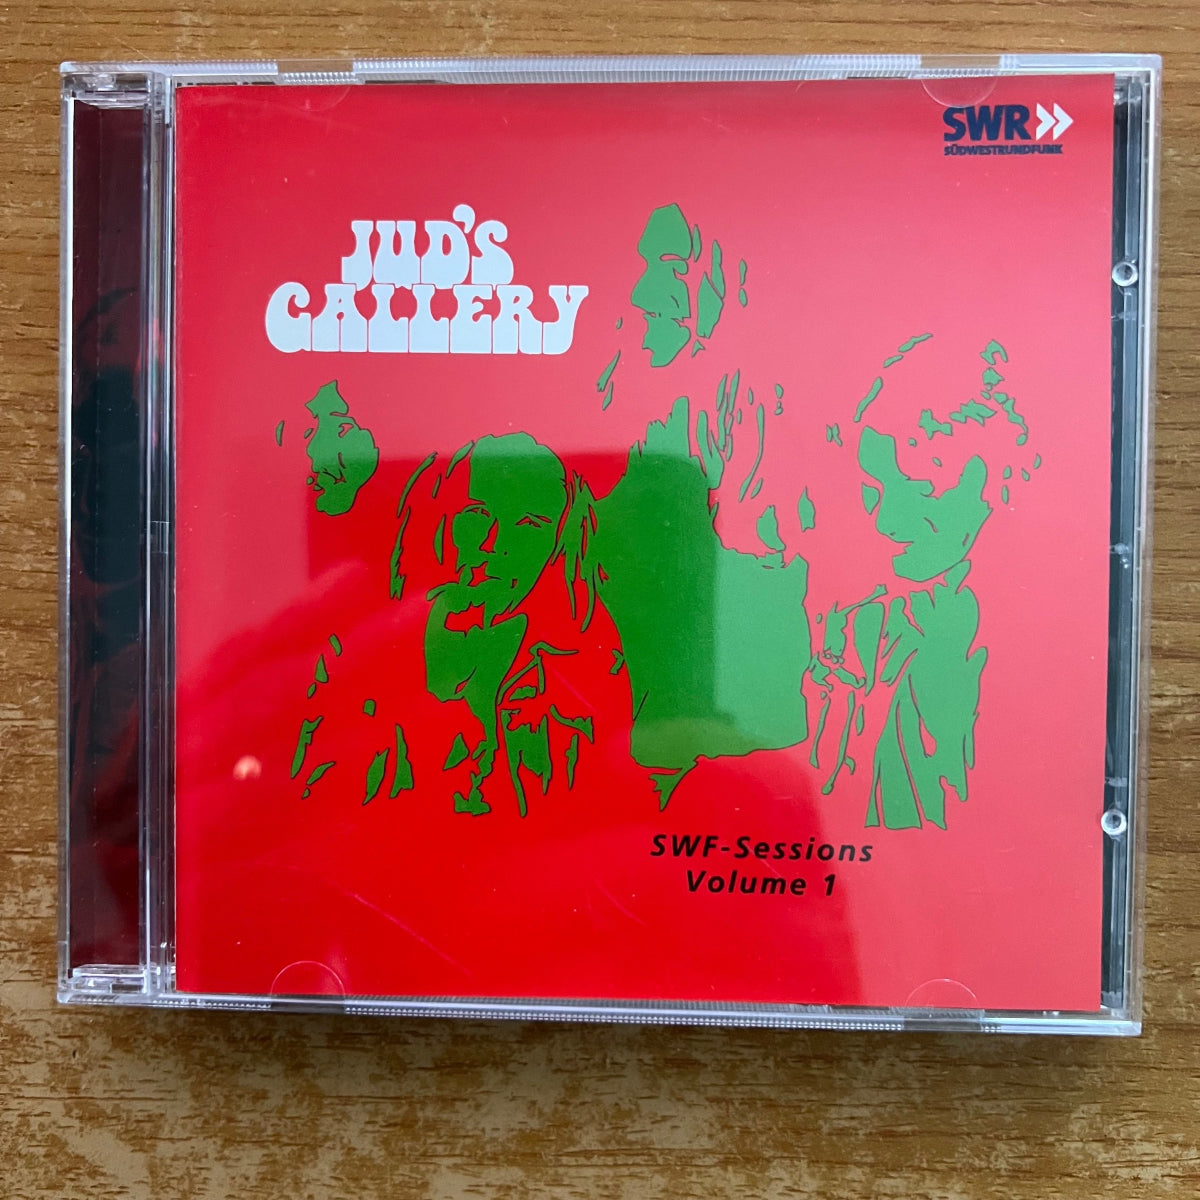 SWR
SÜDWESTRUNDFUNK
JUD'S
GALLERY
SWF-Sessions
Volume 1